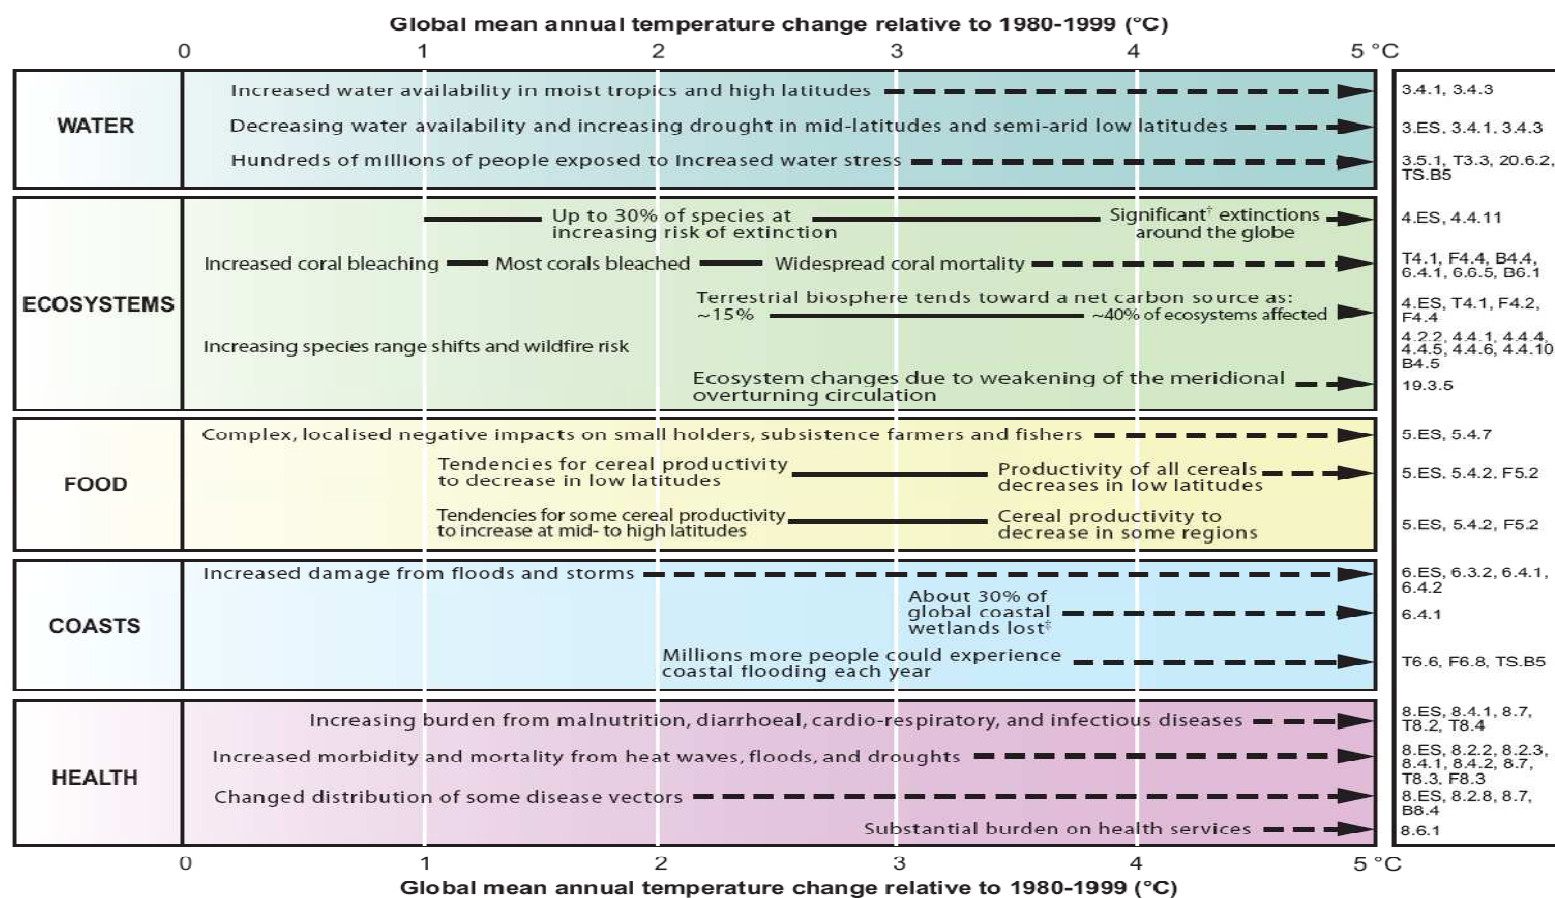 Global mean annual temperature change relative to 1980-1999 (°C)
0 1 2 3 4 5 °C
WATER
Increased water availability in moist tropics and high latitudes
3.4.1, 3.4.3
Decreasing water availability and increasing drought in mid-latitudes and semi-arid low latitudes
3.ES, 3.4.1, 3.4.3
Hundreds of millions of people exposed to increased water stress
3.5.1, T3.3, 20.6.2,
TS.B5
ECOSYSTEMS
Up to 30% of species at
increasing risk of extinction
Significant† extinctions
around the globe
4.ES, 4.4.11
Increased coral bleaching
Most corals bleached
Widespread coral mortality
T4.1, F4.4, B4.4,
6.4.1, 6.6.5, B6.1
Terrestrial biosphere tends toward a net carbon source as:
~15%
~40% of ecosystems affected
4.ES, T4.1, F4.2,
F4.4
Increasing species range shifts and wildfire risk
4.2.2, 4.4.1, 4.4.4,
4.4.5, 4.4.6, 4.4.10,
B4.5
Ecosystem changes due to weakening of the meridional
overturning circulation
19.3.5
FOOD
Complex, localised negative impacts on small holders, subsistence farmers and fishers
5.ES, 5.4.7
Tendencies for cereal productivity
to decrease in low latitudes
Productivity of all cereals
decreases in low latitudes
5.ES, 5.4.2, F5.2
Tendencies for some cereal productivity
to increase at mid- to high latitudes
Cereal productivity to
decrease in some regions
5.ES, 5.4.2, F5.2
COASTS
Increased damage from floods and storms
6.ES, 6.3.2, 6.4.1,
6.4.2
About 30% of
global coastal
wetlands lost‡
6.4.1
Millions more people could experience
coastal flooding each year
T6.6, F6.8, TS.B5
HEALTH
Increasing burden from malnutrition, diarrhoeal, cardio-respiratory, and infectious diseases
8.ES, 8.4.1, 8.7,
T8.2, T8.4
Increased morbidity and mortality from heat waves, floods, and droughts
8.ES, 8.2.2, 8.2.3,
8.4.1, 8.4.2, 8.7,
T8.3, F8.3
Changed distribution of some disease vectors
8.ES, 8.2.8, 8.7,
B8.4
Substantial burden on health services
8.6.1
0 1 2 3 4 5 °C
Global mean annual temperature change relative to 1980-1999 (°C)